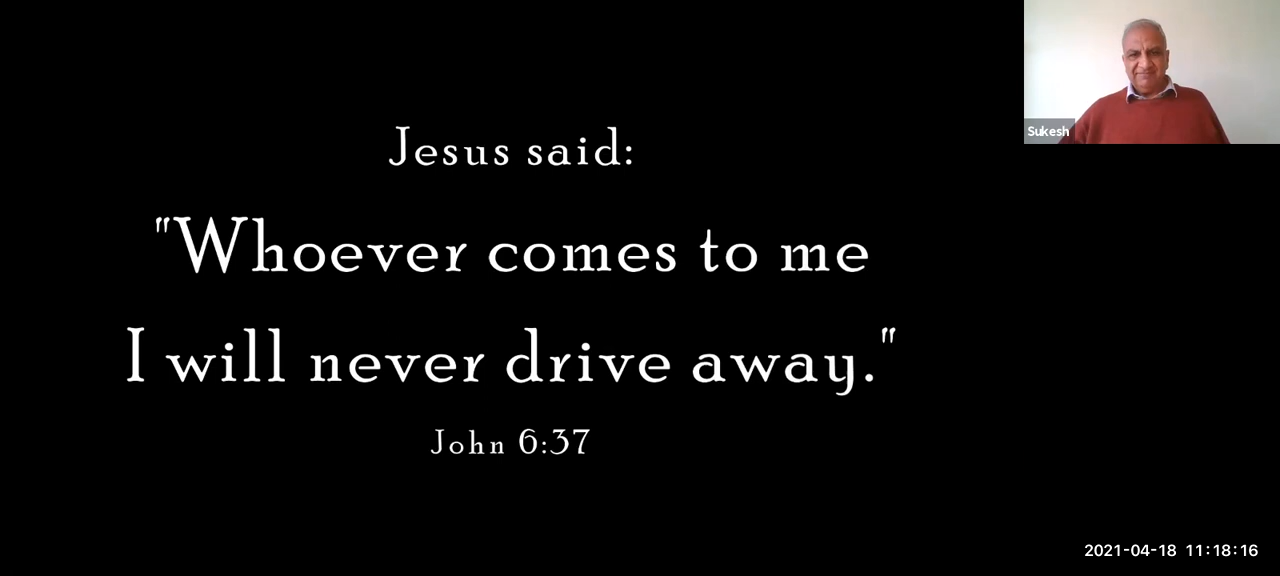 Jesus said:
"Whoever comes to me
I will never drive away."
John 6:37
Sukesh
2021-04-18 11:18:16